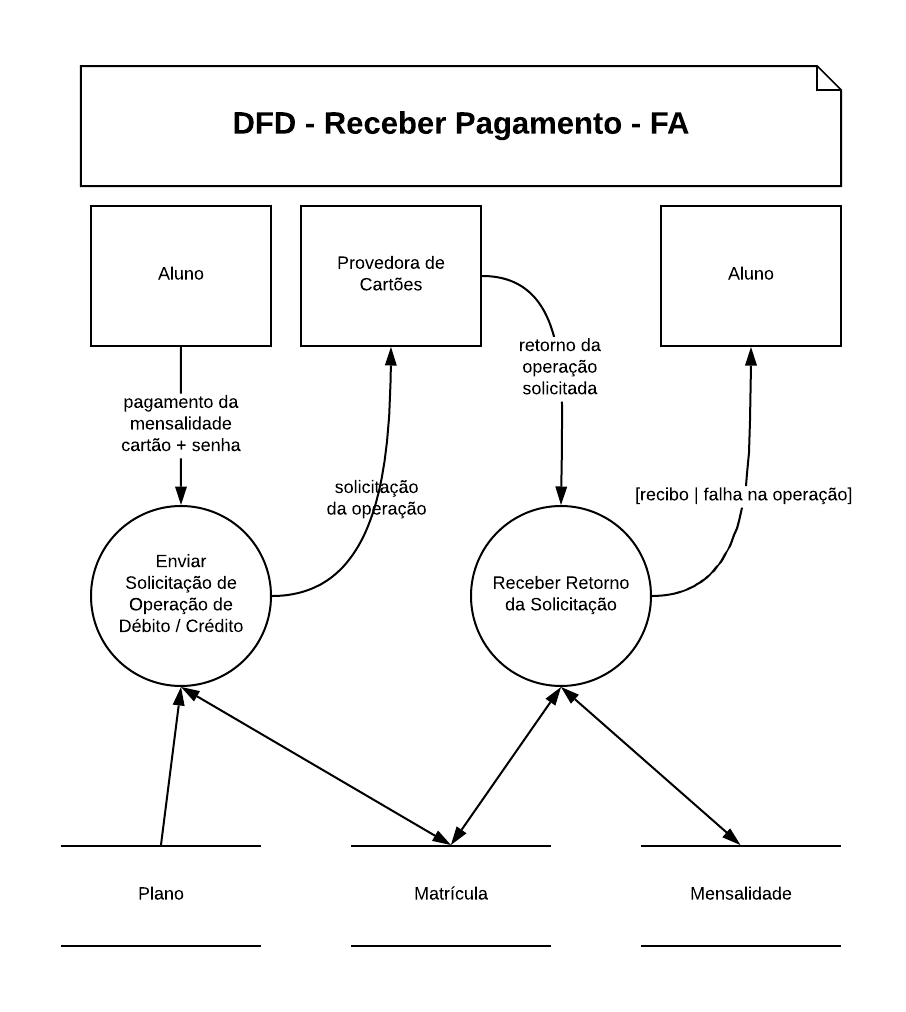 DFD - Receber Pagamento - FA
Aluno
Provedora de
Cartões
Aluno
retorno da
operação
solicitada
pagamento da
mensalidade
cartão + senha
solicitação
da operação
[recibo | falha na operação]
Enviar
Solicitação de
Operação de
Débito / Crédito
Receber Retorno
da Solicitação
Plano
Matrícula
Mensalidade